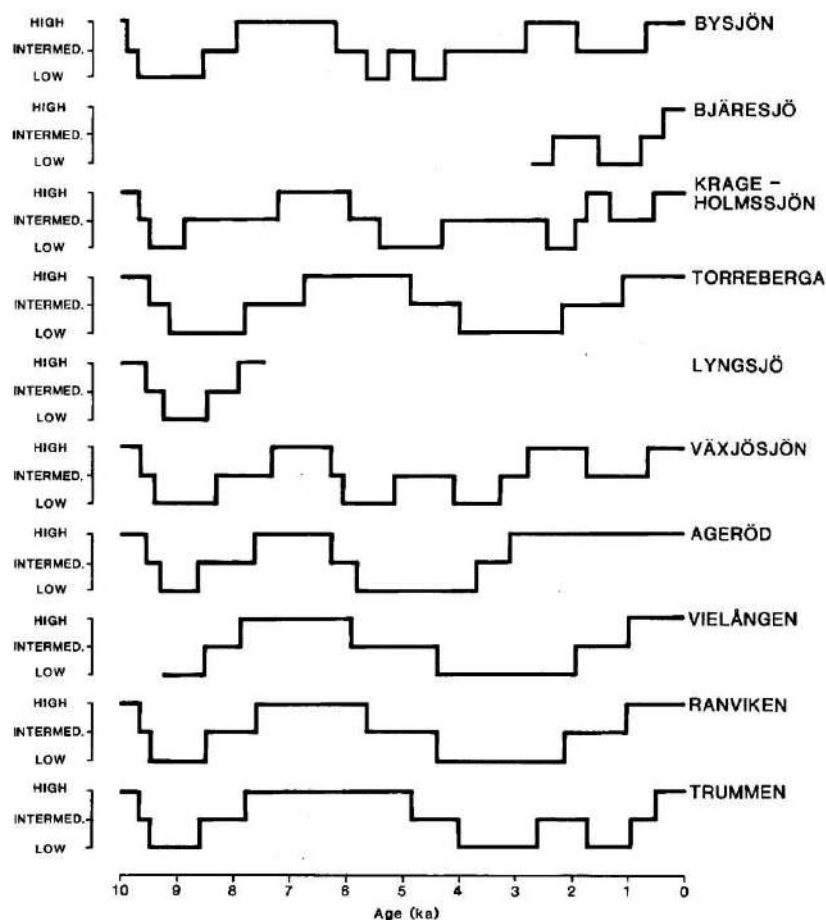 HIGH
INTERMED.
LOW
BYSJÖN
HIGH
INTERMED.
LOW
BJÄRESJÖ
HIGH
INTERMED.
LOW
KRAGE –
HOLMSSJÖN
HIGH
INTERMED.
LOW
TORREBERGA
HIGH
INTERMED.
LOW
LYNGSJÖ
HIGH
INTERMED.
LOW
VÄXJÖSJÖN
HIGH
INTERMED.
LOW
AGERÖD
HIGH
INTERMED.
LOW
VIELÅNGEN
HIGH
INTERMED.
LOW
RANVIKEN
HIGH
INTERMED.
LOW
TRUMMEN
10 9 8 7 6 5 4 3 2 1 0
Age (ka)